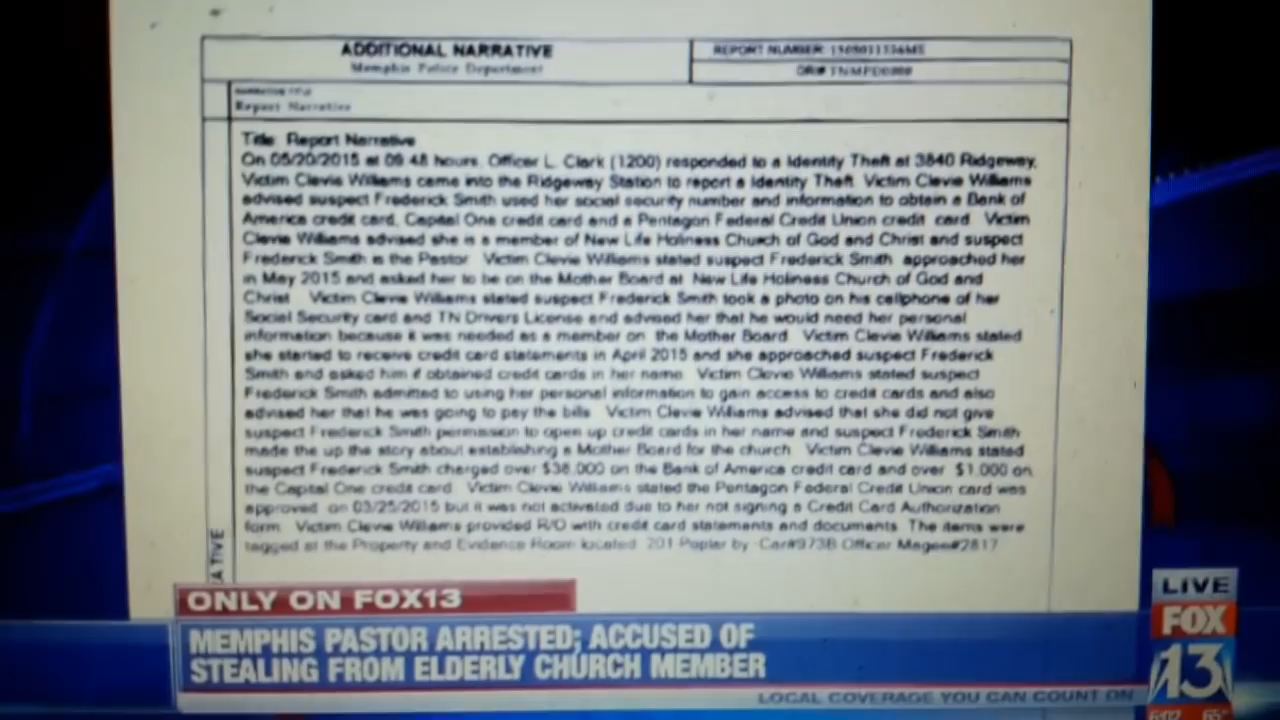 ADDITIONAL NARRATIVE
Memphis Police Department
REPORT NUMBER:
NARRATIVE TITLE
Report Narrative
Title: Report Narrative
On 05/20/2015 at 09:48 hours, Officer L. Clark (1200) responded to a Identity Theft at 3840 Ridgeway.
Victim Clevie Williams came into the Ridgeway Station to report a Identity Theft. Victim Clevie Williams
advised suspect Frederick Smith used her social security number and information to obtain a Bank of
America credit card, Capital One credit card and a Pentagon Federal Credit Union credit card. Victim
Clevie Williams advised she is a member of New Life Holiness Church of God and Christ and suspect
Frederick Smith is the Pastor. Victim Clevie Williams stated suspect Frederick Smith approached her
in May 2015 and asked her to be on the Mother Board at New Life Holiness Church of God and
Christ. Victim Clevie Williams stated suspect Frederick Smith took a photo on his cellphone of her
Social Security card and TN Drivers License and advised her that he would need her personal
information because it was needed as a member on the Mother Board. Victim Clevie Williams stated
she started to receive credit card statements in April 2015 and she approached suspect Frederick
Smith and asked him if obtained credit cards in her name. Victim Clevie Williams stated suspect
Frederick Smith admitted to using her personal information to gain access to credit cards and also
advised her that he was going to pay the bills. Victim Clevie Williams advised that she did not give
suspect Frederick Smith permission to open up credit cards in her name and suspect Frederick Smith
made the up the story about establishing a Mother Board for the church. Victim Clevie Williams stated
suspect Frederick Smith charged over $38,000 on the Bank of America credit card and over $1,000 on
the Capital One credit card. Victim Clevie Williams stated the Pentagon Federal Credit Union card was
approved on 03/25/2015 but it was not activated due to her not signing a Credit Card Authorization
form. Victim Clevie Williams provided R/O with credit card statements and documents. The items were
tagged at the Property and Evidence Room located 201 Poplar by Car#973B Officer Magee#2817
ATIVE
ONLY ON FOX13
MEMPHIS PASTOR ARRESTED; ACCUSED OF
STEALING FROM ELDERLY CHURCH MEMBER
LOCAL COVERAGE YOU CAN COUNT ON
LIVE
FOX
13